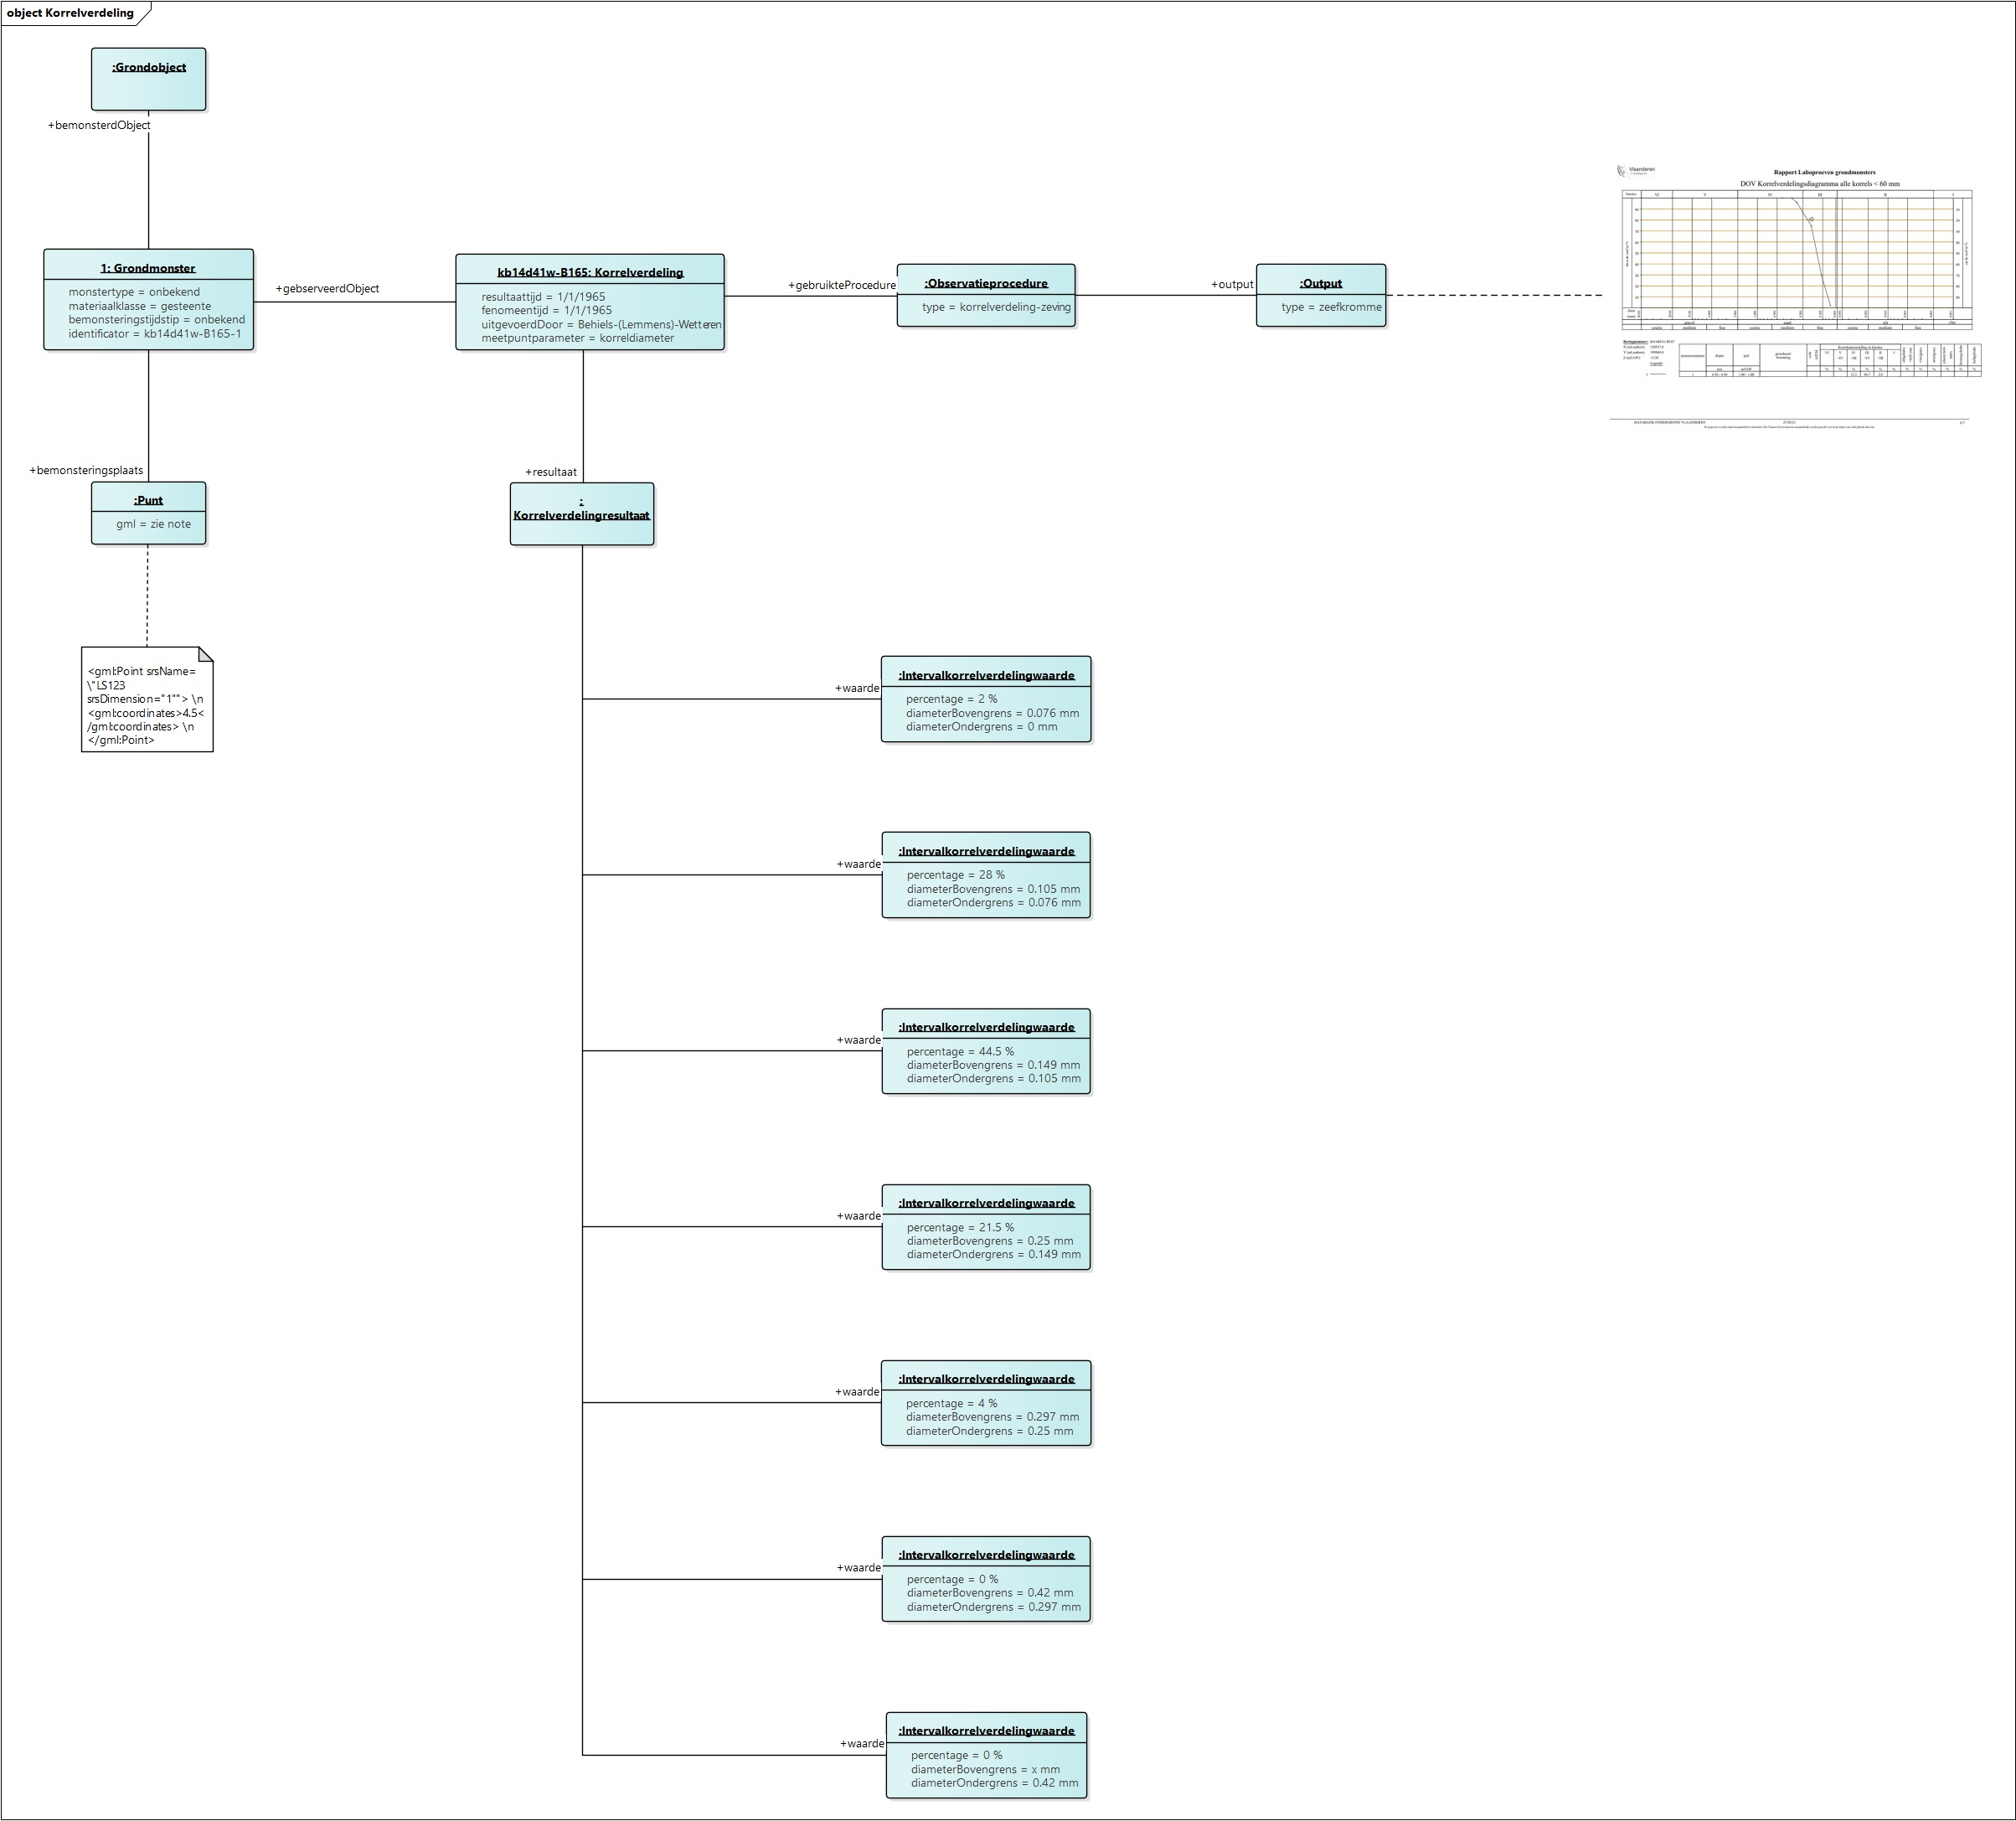 object Korrelverdeling
:Grondobject
+bemonsterdObject
1: Grondmonster
monstertype = onbekend
materiaalklasse = gesteente
bemonsteringstijdstip = onbekend
identificator = kb14d41w-B165-1
+gebserveerdObject
kb14d41w-B165: Korrelverdeling
resultaattijd = 1/1/1965
fenomeentijd = 1/1/1965
uitgevoerdDoor = Behiels-(Lemmens)-Wetteren
meetpuntparameter = korreldiameter
+gebruikteProcedure
:Observatieprocedure
type = korrelverdeling-zeving
+output
:Output
type = zeefkromme
Vlaanderen
Rapport Laboproeven grondmonsters
DOV Korrelverdelingsdiagramma alle korrels < 60 mm
DATABANK ONDERGROND VLAANDEREN
+bemonsteringsplaats
:Punt
gml = zie note
<gml:Point srsName=
\"LS123
srsDimension="1""> \n
<gml:coordinates>4.5<
/gml:coordinates> \n
</gml:Point>
+resultaat
:
Korrelverdelingresultaat
+waarde
:Intervalkorrelverdelingwaarde
percentage = 2 %
diameterBovengrens = 0.076 mm
diameterOndergrens = 0 mm
+waarde
:Intervalkorrelverdelingwaarde
percentage = 28 %
diameterBovengrens = 0.105 mm
diameterOndergrens = 0.076 mm
+waarde
:Intervalkorrelverdelingwaarde
percentage = 44.5 %
diameterBovengrens = 0.149 mm
diameterOndergrens = 0.105 mm
+waarde
:Intervalkorrelverdelingwaarde
percentage = 21.5 %
diameterBovengrens = 0.25 mm
diameterOndergrens = 0.149 mm
+waarde
:Intervalkorrelverdelingwaarde
percentage = 4 %
diameterBovengrens = 0.297 mm
diameterOndergrens = 0.25 mm
+waarde
:Intervalkorrelverdelingwaarde
percentage = 0 %
diameterBovengrens = 0.42 mm
diameterOndergrens = 0.297 mm
+waarde
:Intervalkorrelverdelingwaarde
percentage = 0 %
diameterBovengrens = x mm
diameterOndergrens = 0.42 mm